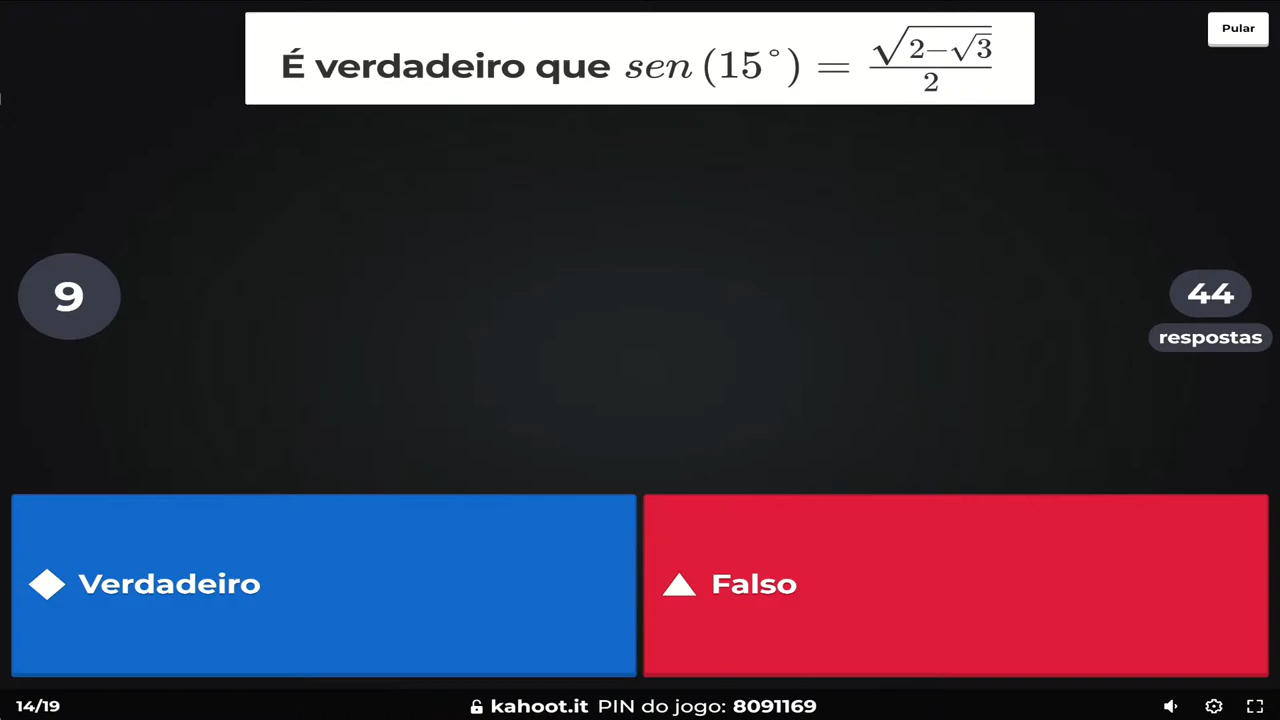 Pular
É verdadeiro que sen (15°) = √(2−√3)/2
9
44
respostas
Verdadeiro
Falso
14/19
kahoot.it PIN do jogo: 8091169